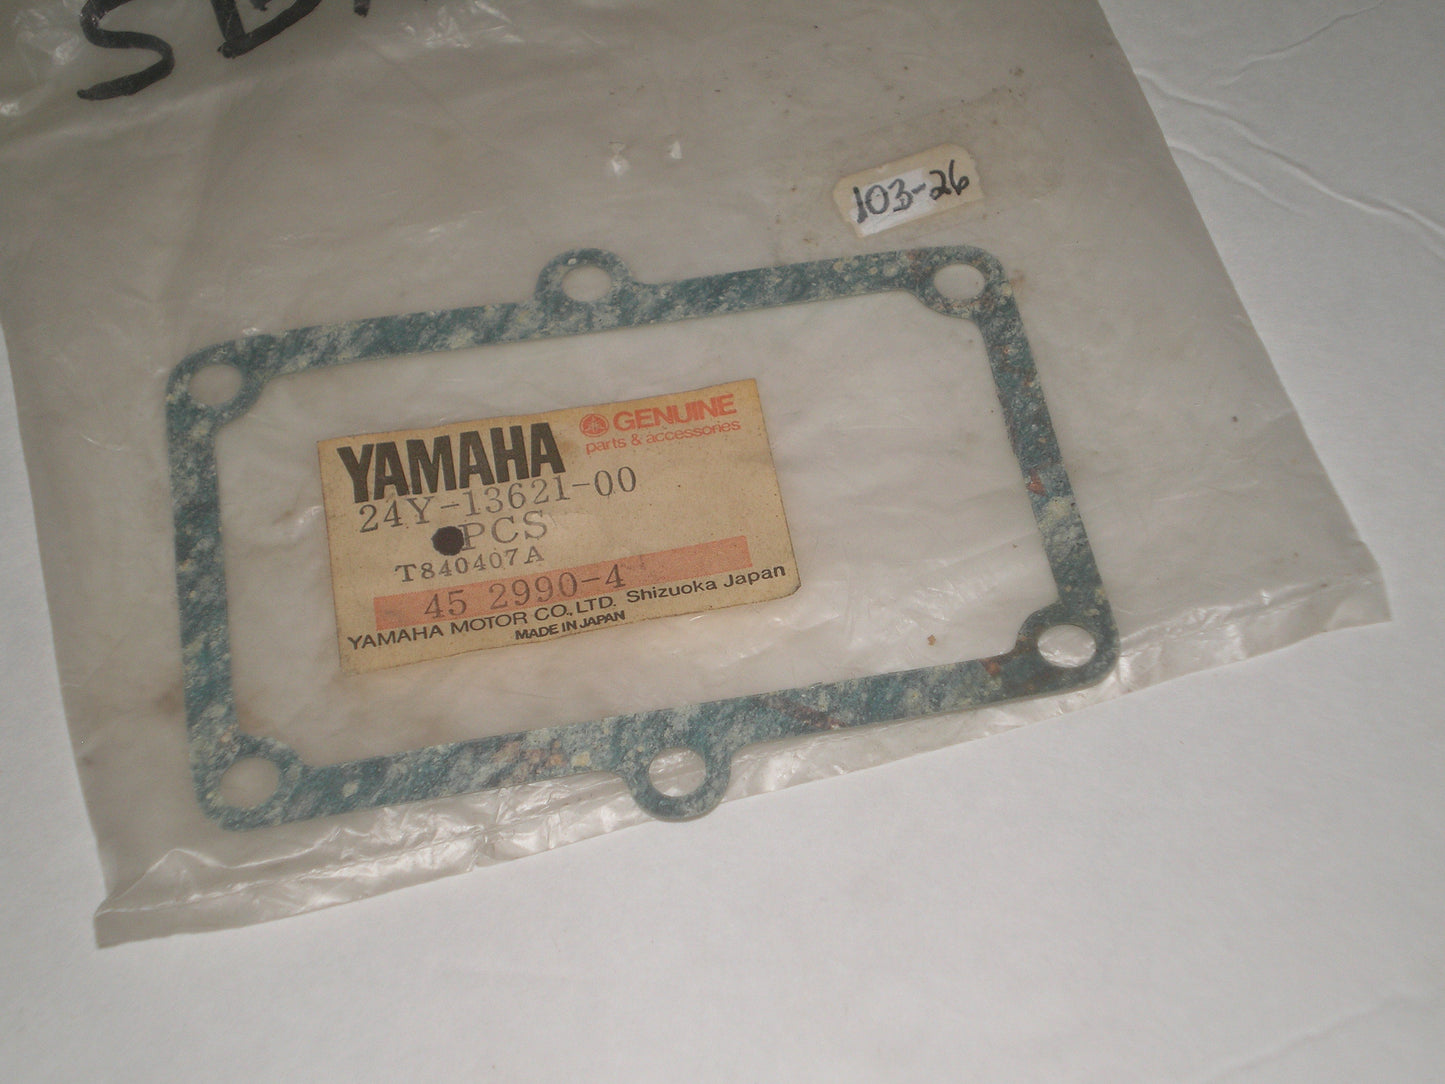 103-26
YAMAHA GENUINE
parts & accessories
24Y-13621-00
PCS
T840407A
45 2990-4
YAMAHA MOTOR CO., LTD. Shizuoka Japan
MADE IN JAPAN